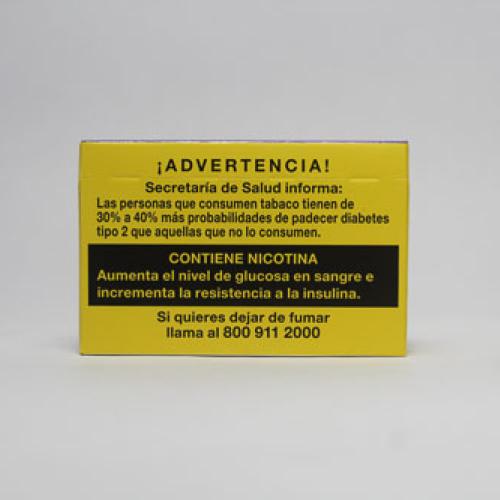 ¡ADVERTENCIA!
Secretaría de Salud informa:
Las personas que consumen tabaco tienen de
30% a 40% más probabilidades de padecer diabetes
tipo 2 que aquellas que no lo consumen.
CONTIENE NICOTINA
Aumenta el nivel de glucosa en sangre e
incrementa la resistencia a la insulina.
Si quieres dejar de fumar
llama al 800 911 2000